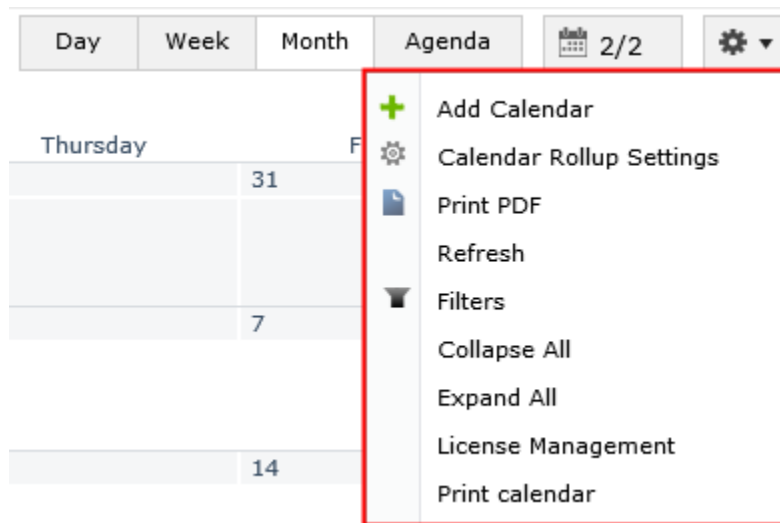 Day Week Month Agenda 2/2
Add Calendar
Thursday F
Calendar Rollup Settings
31
Print PDF
Refresh
Filters
7
Collapse All
Expand All
License Management
14
Print calendar